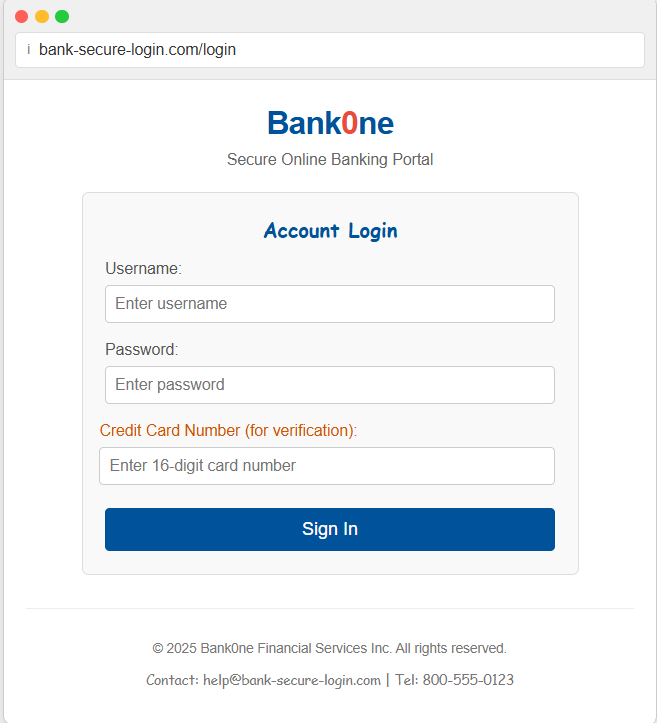 i bank-secure-login.com/login
Bank0ne
Secure Online Banking Portal
Account Login
Username:
Enter username
Password:
Enter password
Credit Card Number (for verification):
Enter 16-digit card number
Sign In
© 2025 Bank0ne Financial Services Inc. All rights reserved.
Contact: help@bank-secure-login.com | Tel: 800-555-0123